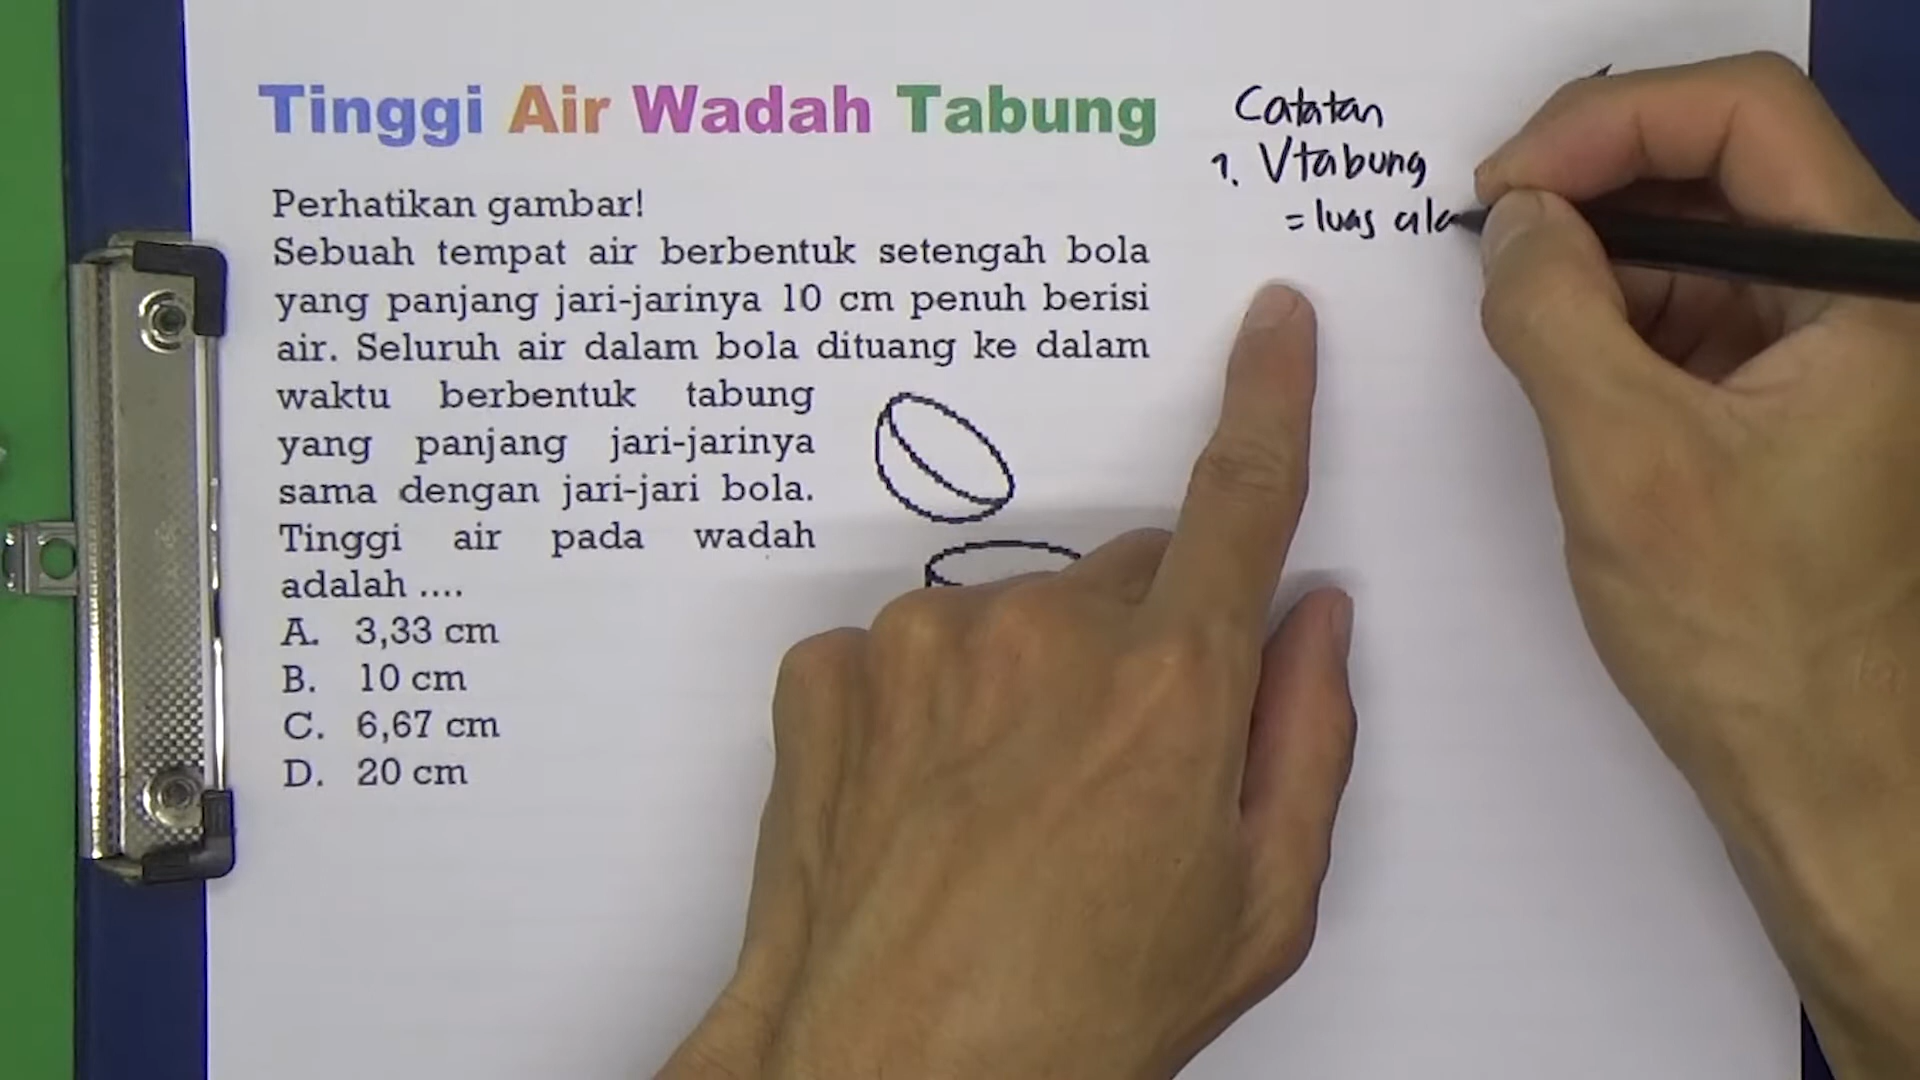 Tinggi Air Wadah Tabung
Perhatikan gambar!
Sebuah tempat air berbentuk setengah bola
yang panjang jari-jarinya 10 cm penuh berisi
air. Seluruh air dalam bola dituang ke dalam
waktu berbentuk tabung
yang panjang jari-jarinya
sama dengan jari-jari bola.
Tinggi air pada wadah
adalah ....
A. 3,33 cm
B. 10 cm
C. 6,67 cm
D. 20 cm
Catatan
1. Vtabung
= luas ala